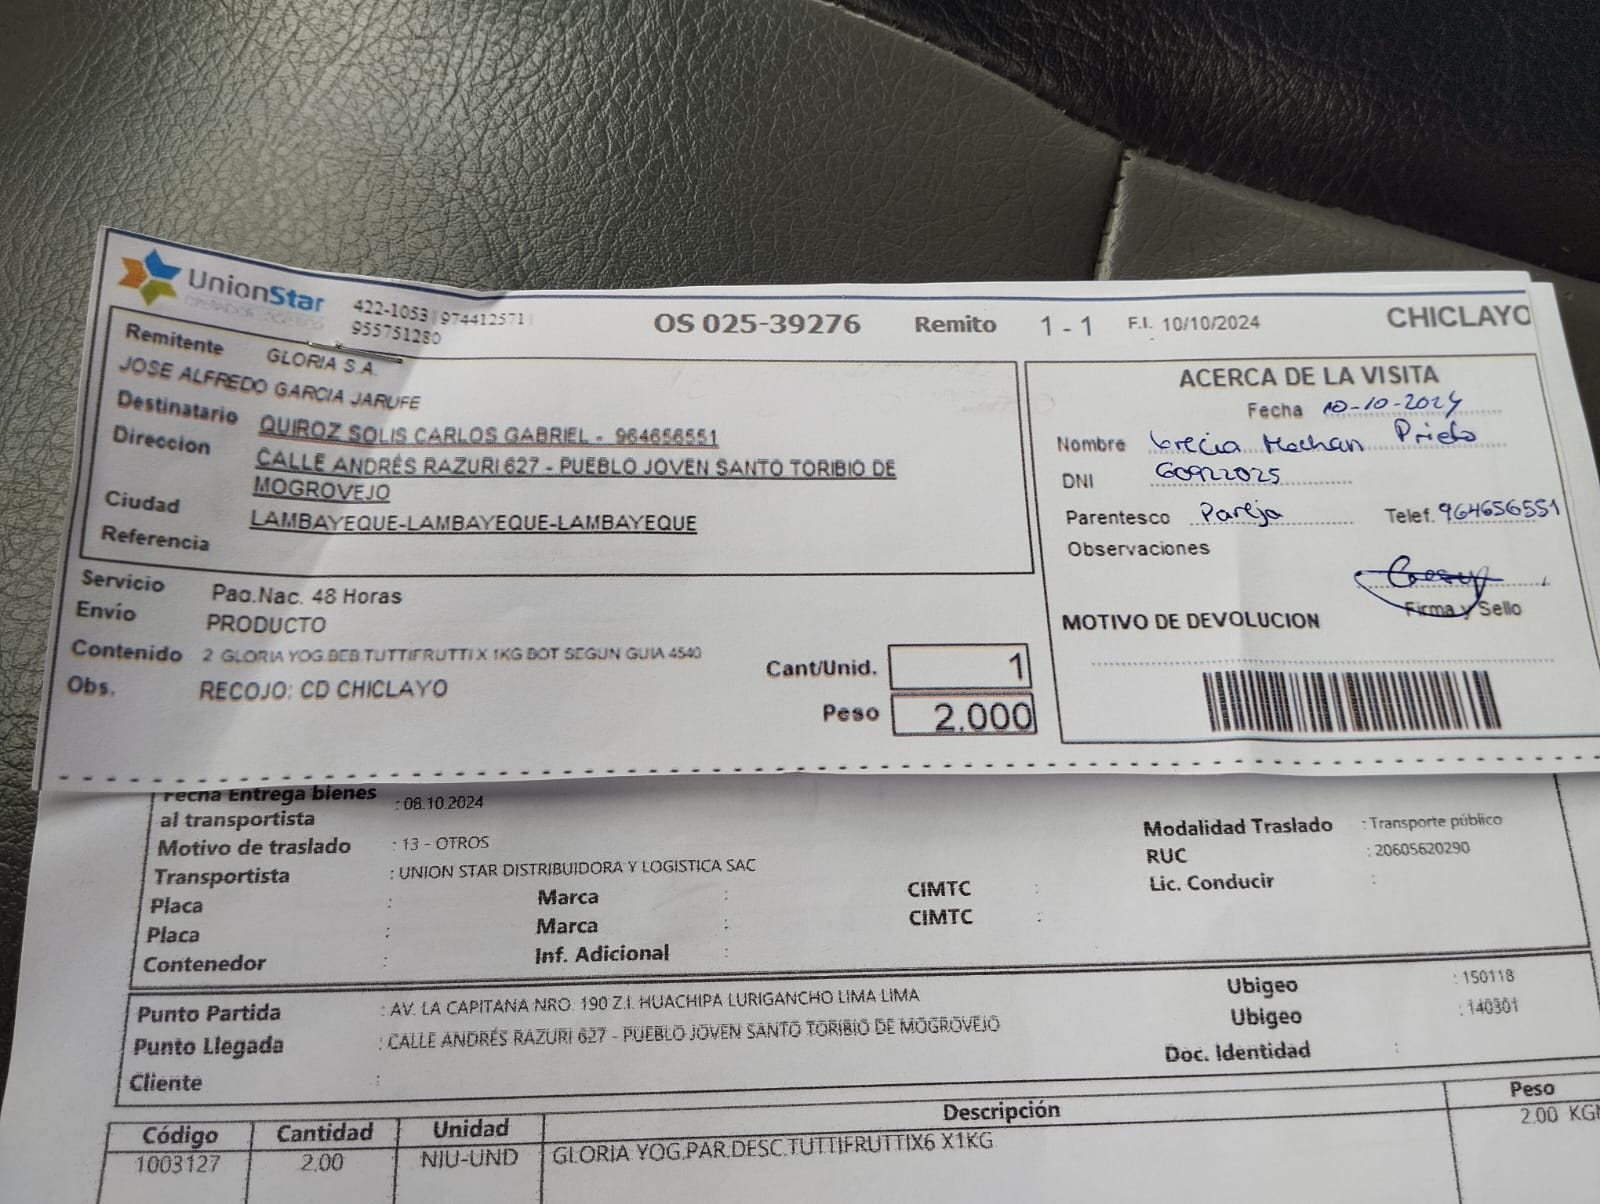 UnionStar
OPERADOR LOGISTICO
422-1053 | 974412571 |
955751280
OS 025-39276 Remito 1 - 1 F.I. 10/10/2024 CHICLAYO
Remitente GLORIA S.A.
JOSE ALFREDO GARCIA JARUFE
Destinatario QUIROZ SOLIS CARLOS GABRIEL - 964656551
Direccion CALLE ANDRÉS RAZURI 627 - PUEBLO JOVEN SANTO TORIBIO DE
MOGROVEJO
Ciudad LAMBAYEQUE-LAMBAYEQUE-LAMBAYEQUE
Referencia
Servicio Paq.Nac. 48 Horas
Envío PRODUCTO
Contenido 2 GLORIA YOG.BEB.TUTTIFRUTTI X 1KG BOT SEGUN GUIA 4540
Obs. RECOJO: CD CHICLAYO
Cant/Unid. 1
Peso 2.000
ACERCA DE LA VISITA
Fecha 10-10-2024
Nombre Grecia Prieto
DNI 60922025
Parentesco Pareja Telef. 964656551
Observaciones
Firma y Sello
MOTIVO DE DEVOLUCION
Fecha Entrega bienes
al transportista : 08.10.2024
Motivo de traslado : 13 - OTROS
Transportista : UNION STAR DISTRIBUIDORA Y LOGISTICA SAC
Placa : Marca : CIMTC :
Placa : Marca : CIMTC :
Contenedor : Inf. Adicional :
Modalidad Traslado : Transporte público
RUC : 20605620290
Lic. Conducir :
Punto Partida : AV. LA CAPITANA NRO. 190 Z.I. HUACHIPA LURIGANCHO LIMA LIMA Ubigeo : 150118
Punto Llegada : CALLE ANDRÉS RAZURI 627 - PUEBLO JOVEN SANTO TORIBIO DE MOGROVEJO Ubigeo : 140301
Cliente : Doc. Identidad :
Código Cantidad Unidad Descripción Peso
1003127 2.00 NIU-UND GLORIA YOG.PAR.DESC.TUTTIFRUTTIX6 X1KG 2.00 KG